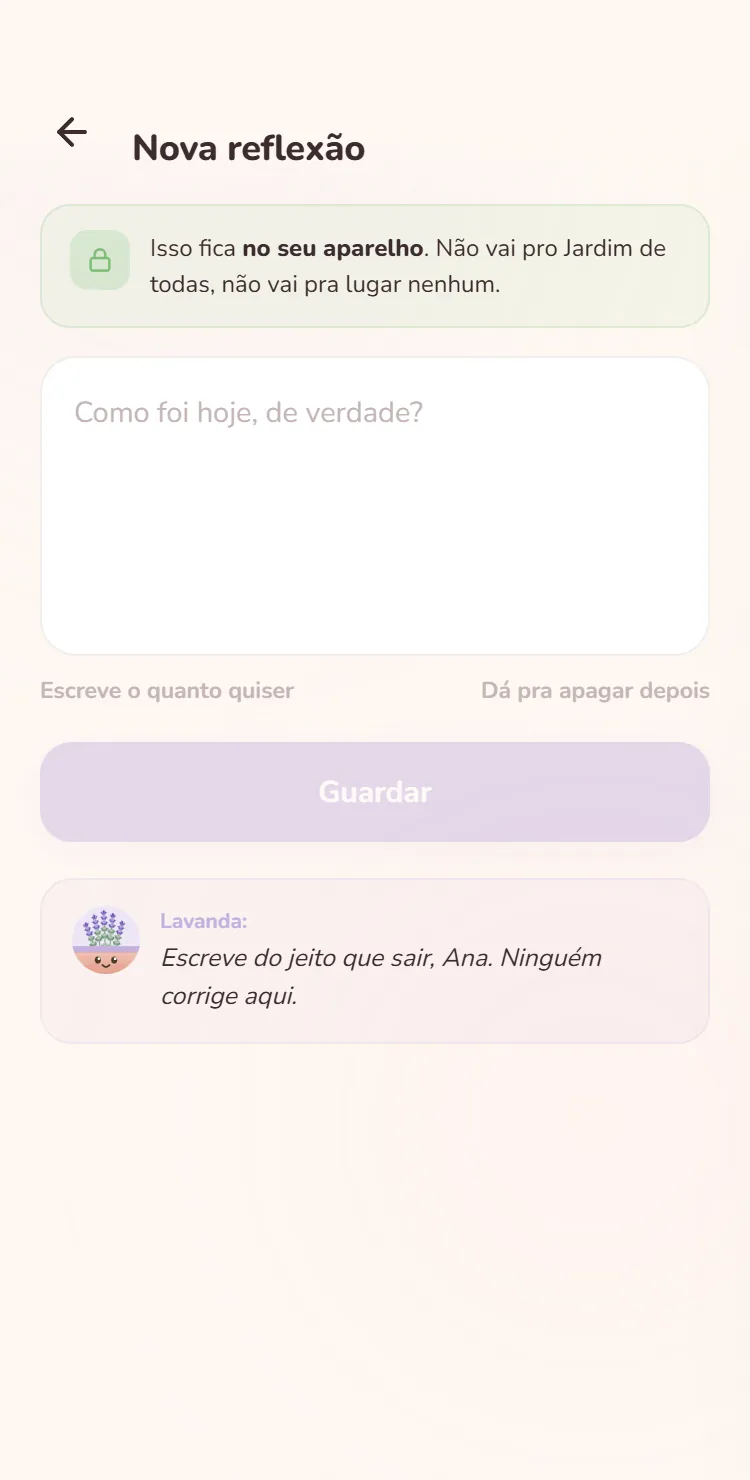 Nova reflexão
Isso fica no seu aparelho. Não vai pro Jardim de
todas, não vai pra lugar nenhum.
Como foi hoje, de verdade?
Escreve o quanto quiser
Dá pra apagar depois
Guardar
Lavanda:
Escreve do jeito que sair, Ana. Ninguém
corrige aqui.